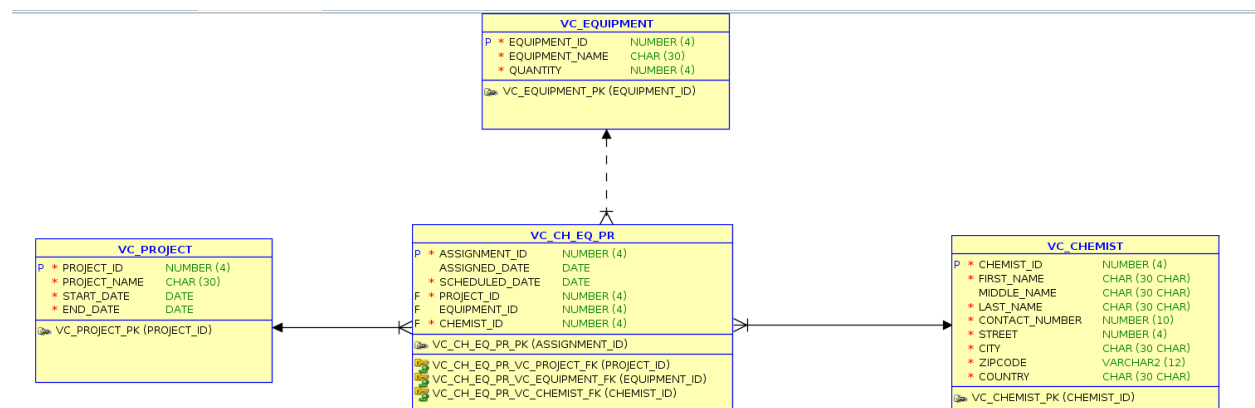 VC_EQUIPMENT
P * EQUIPMENT_ID NUMBER (4)
* EQUIPMENT_NAME CHAR (30)
* QUANTITY NUMBER (4)
VC_EQUIPMENT_PK (EQUIPMENT_ID)
VC_PROJECT
P * PROJECT_ID NUMBER (4)
* PROJECT_NAME CHAR (30)
* START_DATE DATE
* END_DATE DATE
VC_PROJECT_PK (PROJECT_ID)
VC_CH_EQ_PR
P * ASSIGNMENT_ID NUMBER (4)
ASSIGNED_DATE DATE
* SCHEDULED_DATE DATE
F * PROJECT_ID NUMBER (4)
F EQUIPMENT_ID NUMBER (4)
F * CHEMIST_ID NUMBER (4)
VC_CH_EQ_PR_PK (ASSIGNMENT_ID)
VC_CH_EQ_PR_VC_PROJECT_FK (PROJECT_ID)
VC_CH_EQ_PR_VC_EQUIPMENT_FK (EQUIPMENT_ID)
VC_CH_EQ_PR_VC_CHEMIST_FK (CHEMIST_ID)
VC_CHEMIST
P * CHEMIST_ID NUMBER (4)
* FIRST_NAME CHAR (30 CHAR)
MIDDLE_NAME CHAR (30 CHAR)
* LAST_NAME CHAR (30 CHAR)
* CONTACT_NUMBER NUMBER (10)
* STREET NUMBER (4)
* CITY CHAR (30 CHAR)
* ZIPCODE VARCHAR2 (12)
* COUNTRY CHAR (30 CHAR)
VC_CHEMIST_PK (CHEMIST_ID)